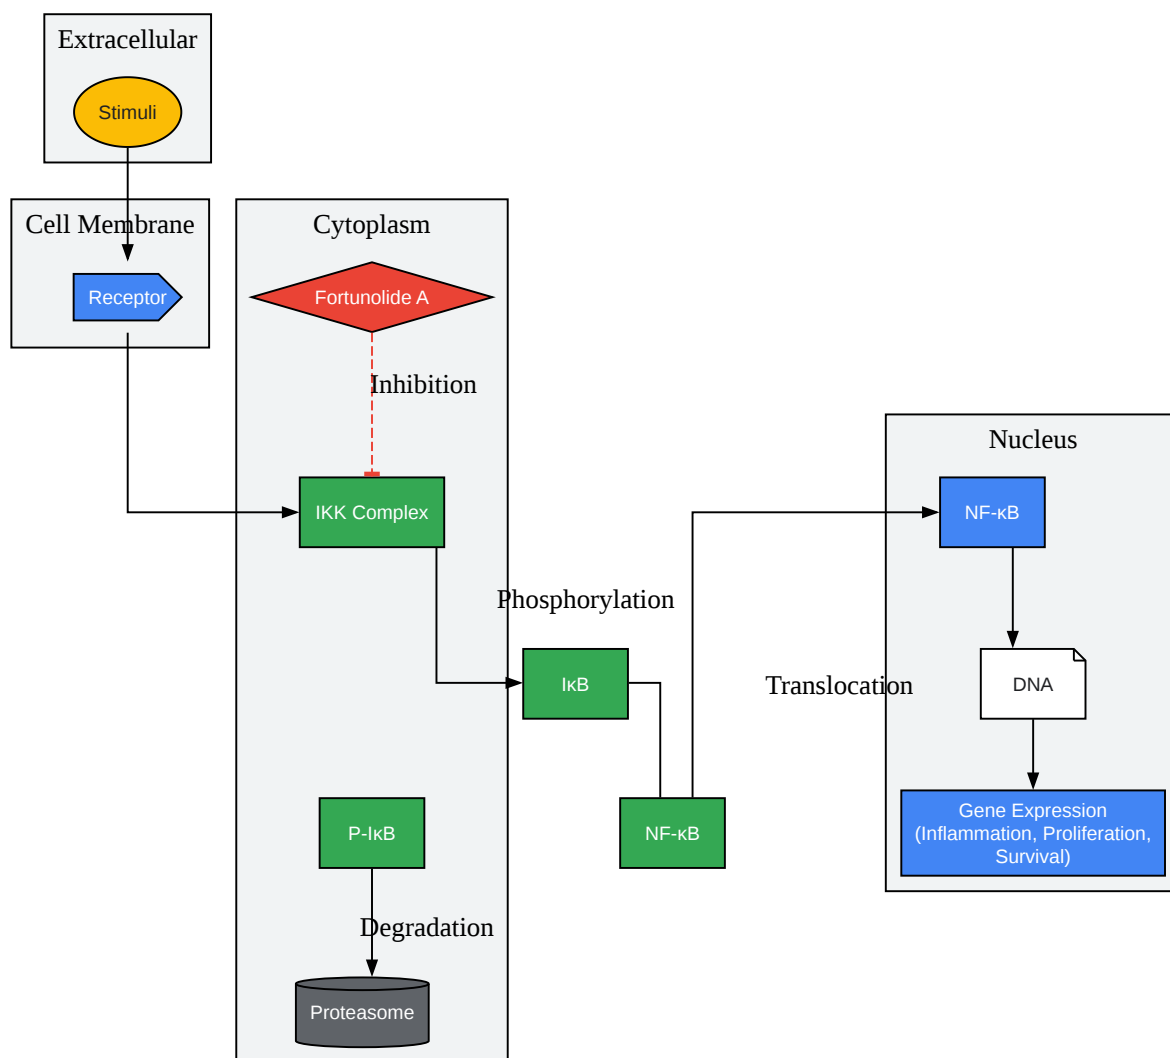 Extracellular
Stimuli
Cell Membrane
Receptor
Cytoplasm
Fortunolide A
Inhibition
IKK Complex
Phosphorylation
IκB
NF-κB
P-IκB
Degradation
Proteasome
Translocation
Nucleus
NF-κB
DNA
Gene Expression
(Inflammation, Proliferation,
Survival)